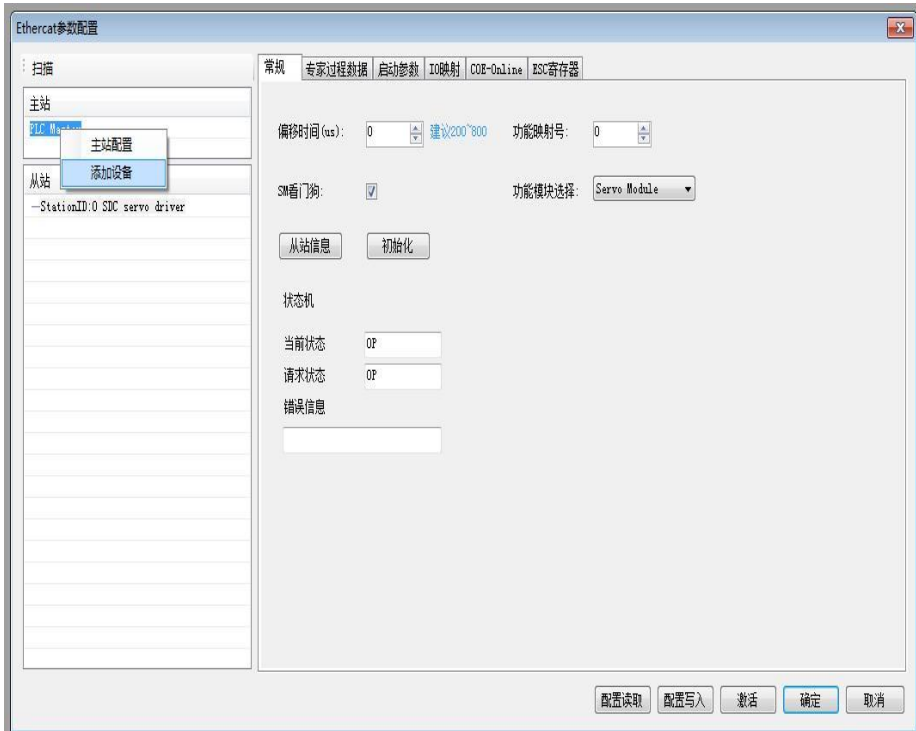 Ethercat参数配置
扫描
主站
PLC Master
主站配置
添加设备
从站
StationID:0 SDC servo driver
常规 专家过程数据 启动参数 IO映射 COE-Online ESC寄存器
偏移时间(us): 0 建议200~800 功能映射号: 0
SM看门狗: 功能模块选择: Servo Module
从站信息 初始化
状态机
当前状态 OP
请求状态 OP
错误信息
配置读取 配置写入 激活 确定 取消